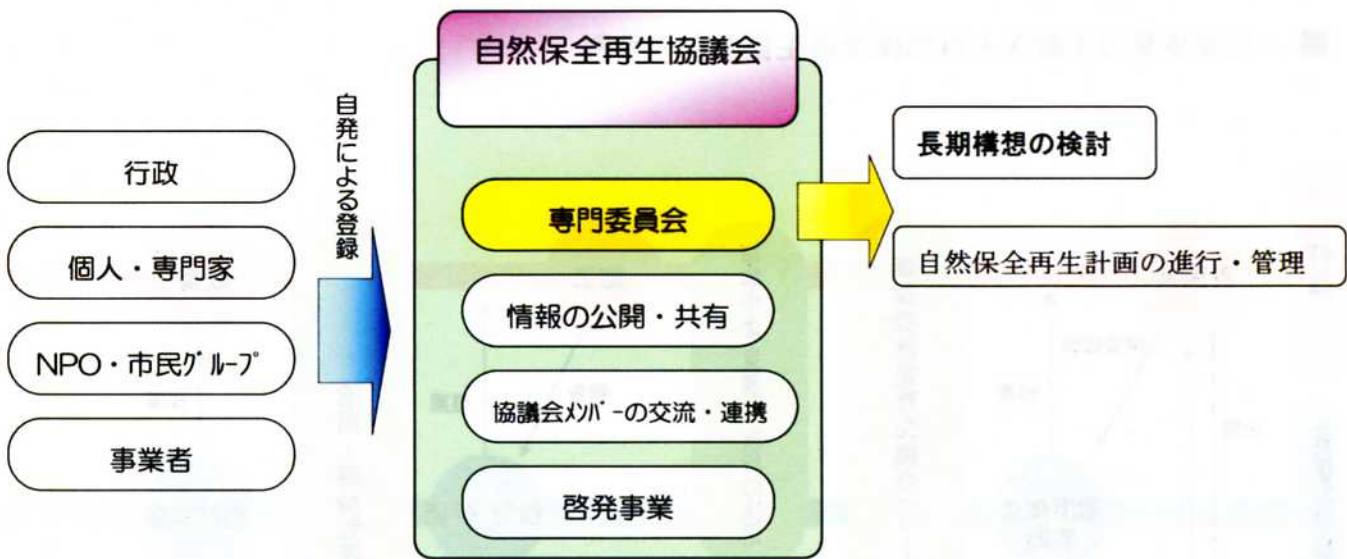 行政
個人・専門家
NPO・市民ｸﾞﾙｰﾌﾟ
事業者
自発による登録
自然保全再生協議会
専門委員会
情報の公開・共有
協議会ﾒﾝﾊﾞｰの交流・連携
啓発事業
長期構想の検討
自然保全再生計画の進行・管理